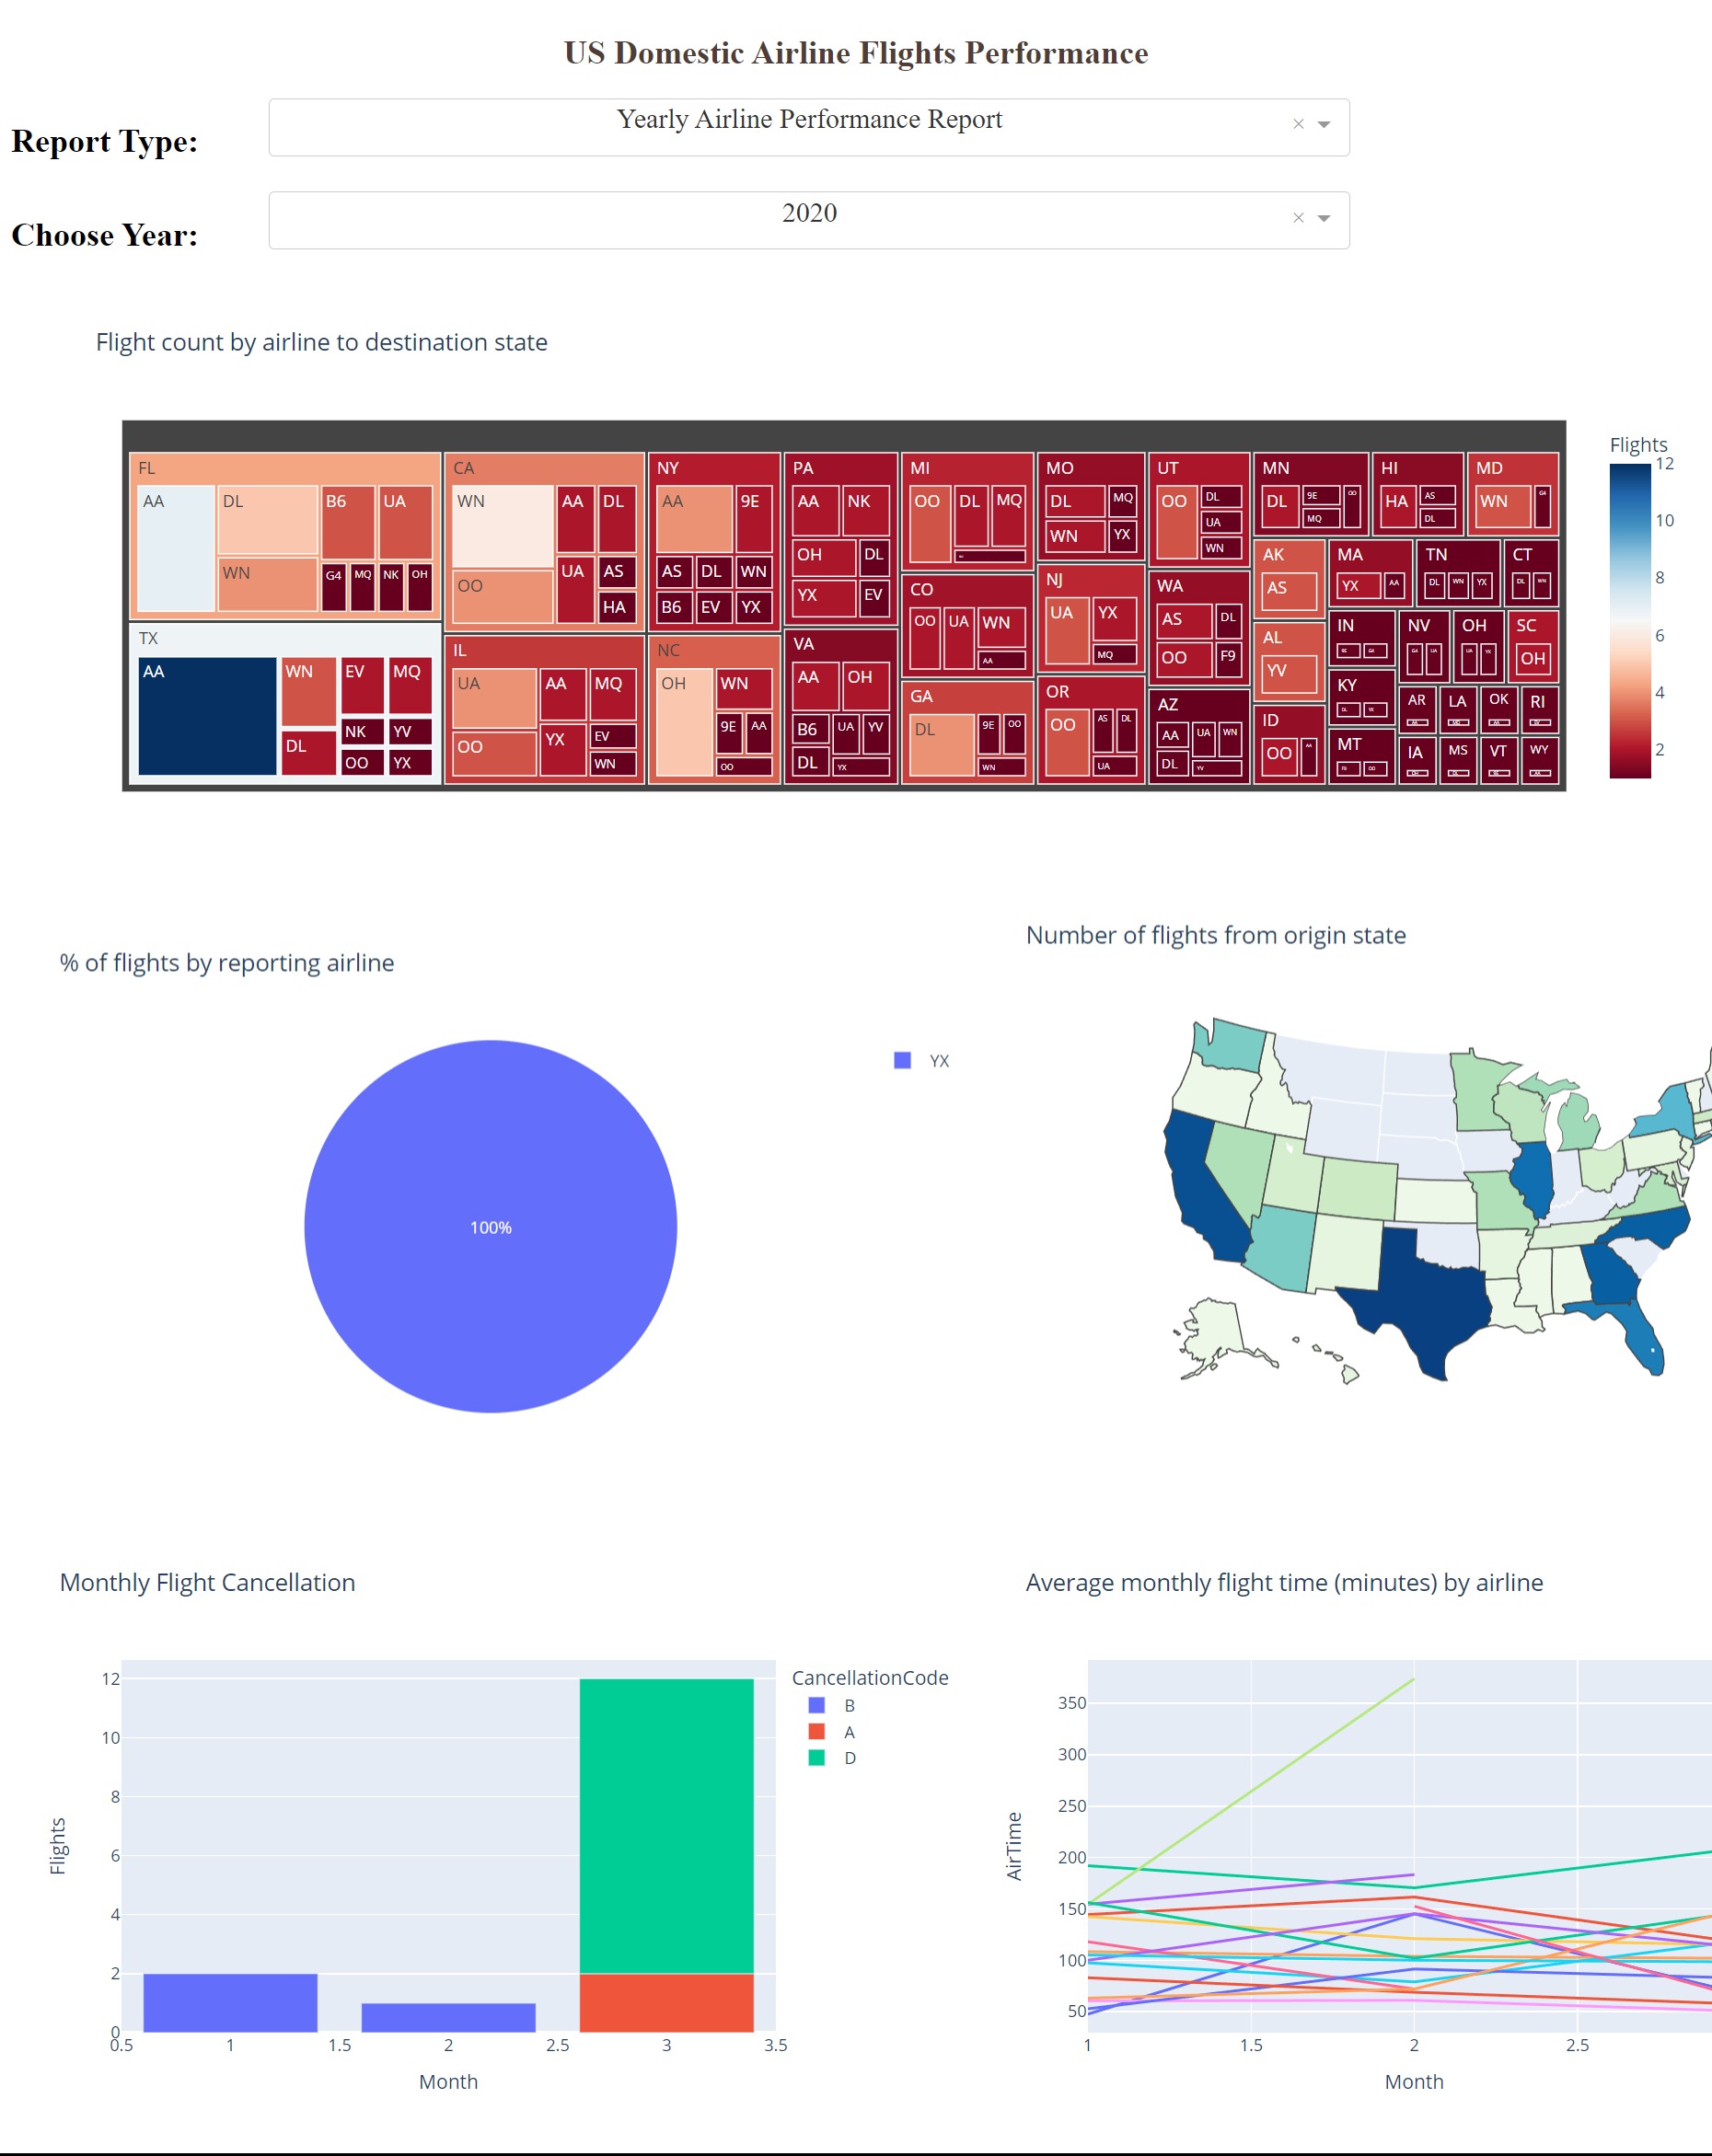 US Domestic Airline Flights Performance
Report Type:
Yearly Airline Performance Report
×
Choose Year:
2020
×
Flight count by airline to destination state
FL
AA
DL
B6
UA
WN
G4
MQ
NK
OH
TX
AA
WN
EV
MQ
DL
NK
YV
OO
YX
CA
WN
AA
DL
OO
UA
AS
HA
IL
UA
AA
MQ
OO
YX
EV
WN
NY
AA
9E
AS
DL
WN
B6
EV
YX
NC
OH
WN
9E
AA
OO
PA
AA
NK
OH
DL
YX
EV
VA
AA
OH
B6
UA
YV
DL
YX
MI
OO
DL
MQ
CO
OO
UA
WN
AA
GA
DL
9E
OO
WN
MO
DL
MQ
WN
YX
NJ
UA
YX
MQ
OR
OO
AS
DL
UA
UT
OO
DL
UA
WN
WA
AS
DL
OO
F9
AZ
AA
UA
WN
DL
YV
MN
DL
9E
OO
MQ
HI
HA
AS
DL
MD
WN
G4
AK
AS
AL
YV
ID
OO
AA
MA
YX
AA
TN
DL
WN
YX
CT
DL
WN
IN
NV
G4
UA
OH
UA
YX
SC
OH
KY
MT
AR
LA
OK
RI
IA
MS
VT
WY
Flights
12
10
8
6
4
2
% of flights by reporting airline
100%
YX
Number of flights from origin state
Monthly Flight Cancellation
Flights
12
10
8
6
4
2
0
0.5
1
1.5
2
2.5
3
3.5
Month
CancellationCode
B
A
D
Average monthly flight time (minutes) by airline
AirTime
350
300
250
200
150
100
50
1
1.5
2
2.5
Month